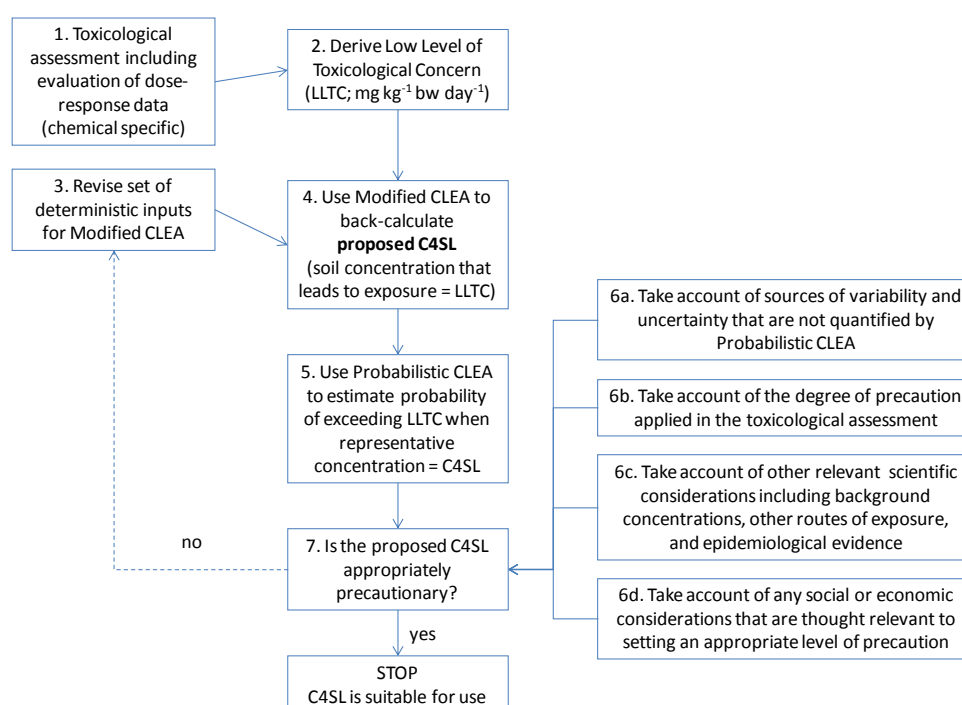 1. Toxicological
assessment including
evaluation of dose-
response data
(chemical specific)
2. Derive Low Level of
Toxicological Concern
(LLTC; mg kg⁻¹ bw day⁻¹)
3. Revise set of
deterministic inputs
for Modified CLEA
4. Use Modified CLEA to
back-calculate
proposed C4SL
(soil concentration that
leads to exposure = LLTC)
5. Use Probabilistic CLEA
to estimate probability
of exceeding LLTC when
representative
concentration = C4SL
6a. Take account of sources of variability and
uncertainty that are not quantified by
Probabilistic CLEA
6b. Take account of the degree of precaution
applied in the toxicological assessment
6c. Take account of other relevant scientific
considerations including background
concentrations, other routes of exposure,
and epidemiological evidence
6d. Take account of any social or economic
considerations that are thought relevant to
setting an appropriate level of precaution
no
7. Is the proposed C4SL
appropriately
precautionary?
yes
STOP
C4SL is suitable for use